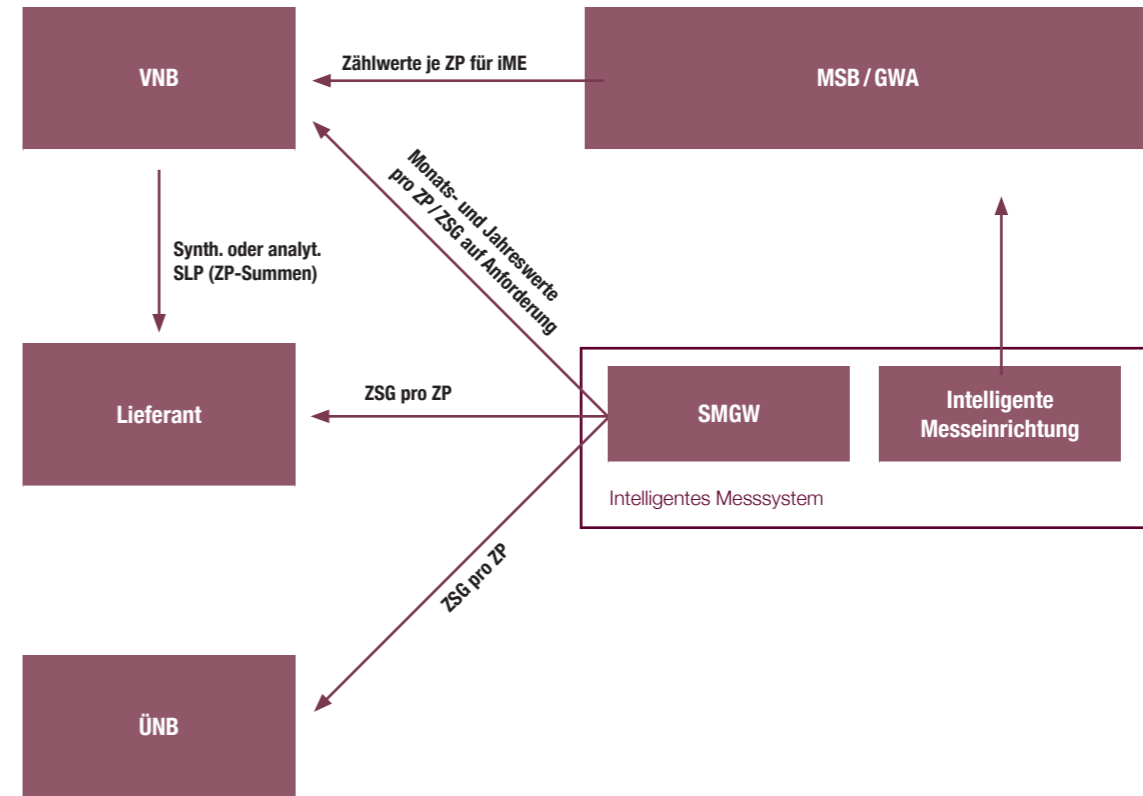 VNB
Zählwerte je ZP für iME
MSB / GWA
Monats- und Jahreswerte
pro ZP / ZSG auf Anforderung
Synth. oder analyt.
SLP (ZP-Summen)
Lieferant
ZSG pro ZP
SMGW
Intelligente
Messeinrichtung
Intelligentes Messsystem
ZSG pro ZP
ÜNB